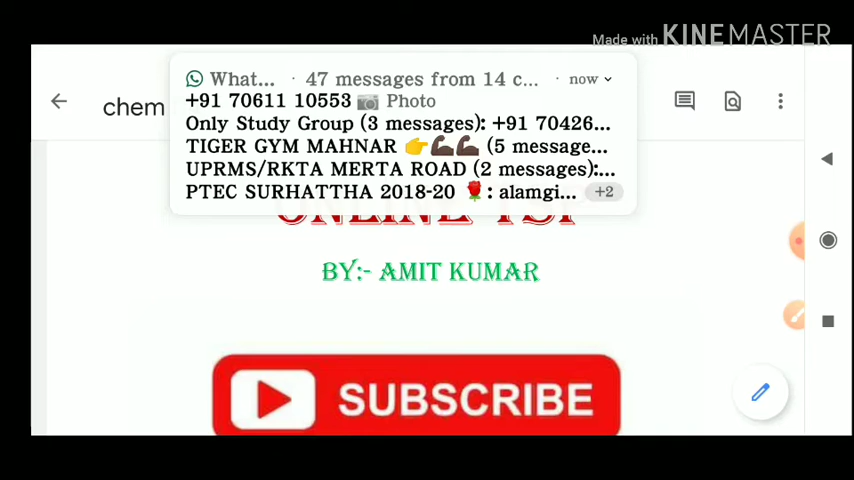 Made with KINEMASTER
What... · 47 messages from 14 c... · now
+91 70611 10553 📷 Photo
Only Study Group (3 messages): +91 70426...
TIGER GYM MAHNAR 👉💪💪 (5 message...
UPRMS/RKTA MERTA ROAD (2 messages):...
PTEC SURHATTHA 2018-20 🌹: alamgi... +2
chem
ONLINE
BY:- AMIT KUMAR
SUBSCRIBE